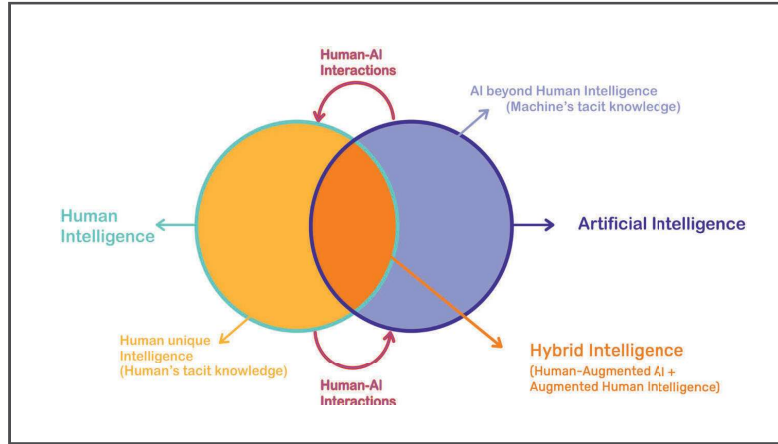 Human-AI
Interactions
AI beyond Human Intelligence
(Machine's tacit knowledge)
Human
Intelligence
Artificial Intelligence
Human unique
Intelligence
(Human's tacit knowledge)
Hybrid Intelligence
(Human-Augmented AI +
Augmented Human Intelligence)
Human-AI
Interactions